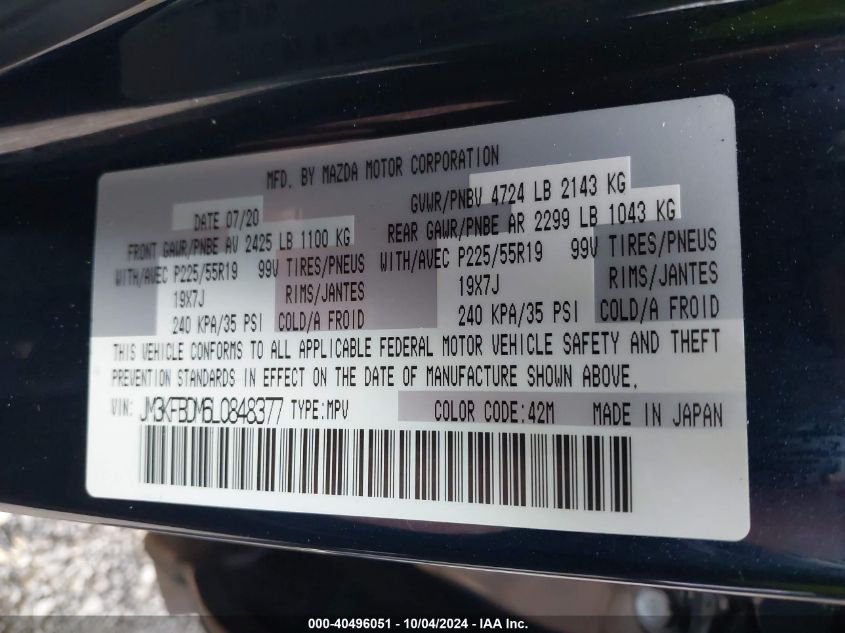 MFD. BY MAZDA MOTOR CORPORATION
DATE 07/20 GVWR/PNBV 4724 LB 2143 KG
FRONT GAWR/PNBE AV 2425 LB 1100 KG REAR GAWR/PNBE AR 2299 LB 1043 KG
WITH/AVEC P225/55R19 99V TIRES/PNEUS WITH/AVEC P225/55R19 99V TIRES/PNEUS
19X7J RIMS/JANTES 19X7J RIMS/JANTES
240 KPA/35 PSI COLD/A FROID 240 KPA/35 PSI COLD/A FROID
THIS VEHICLE CONFORMS TO ALL APPLICABLE FEDERAL MOTOR VEHICLE SAFETY AND THEFT
PREVENTION STANDARDS IN EFFECT ON THE DATE OF MANUFACTURE SHOWN ABOVE.
VIN: JM3KFBDM6L0848377 TYPE:MPV COLOR CODE:42M MADE IN JAPAN
000-40496051 - 10/04/2024 - IAA Inc.